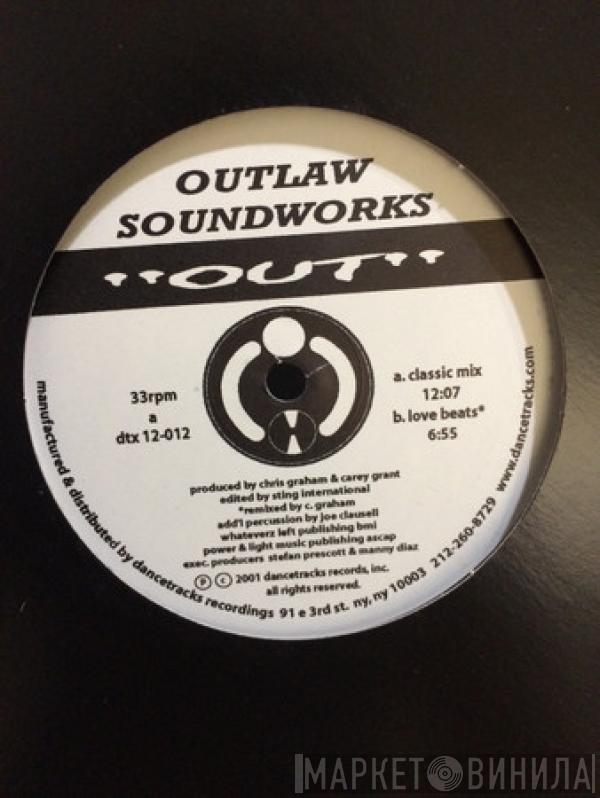 OUTLAW
SOUNDWORKS
"OUT"
33rpm
a
dtx 12-012
a. classic mix
12:07
b. love beats*
6:55
produced by chris graham & carey grant
edited by sting international
*remixed by c. graham
add'l percussion by joe clausell
whateverz left publishing bmi
power & light music publishing ascap
exec. producers stefan prescott & manny diaz
℗ © 2001 dancetracks records, inc.
all rights reserved.
manufactured & distributed by dancetracks recordings 91 e 3rd st. ny, ny 10003 212-260-8729 www.dancetracks.com
МАРКЕТ ВИНИЛА